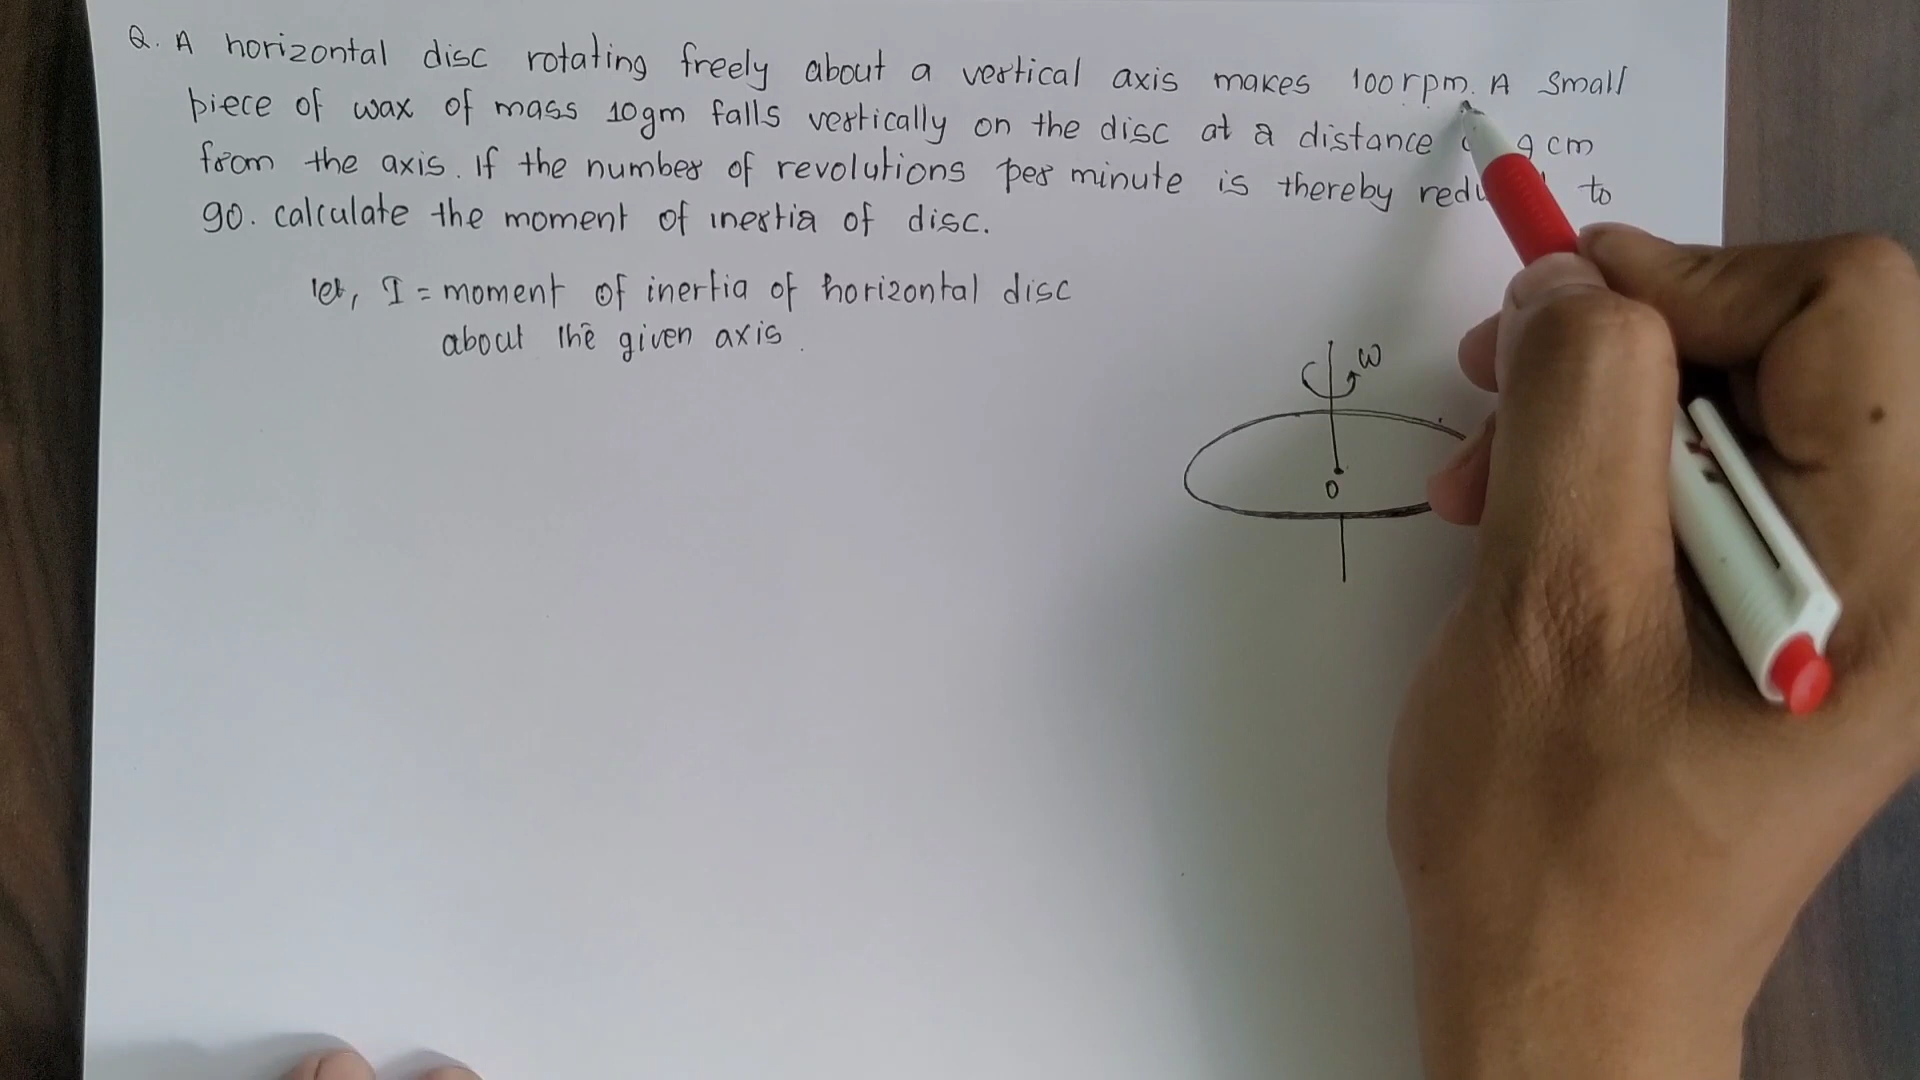 Q. A horizontal disc rotating freely about a vertical axis makes 100rpm. A small
piece of wax of mass 10gm falls vertically on the disc at a distance 9 cm
from the axis. If the number of revolutions per minute is thereby to
90. calculate the moment of inertia of disc.
let, I = moment of inertia of horizontal disc
about the given axis.
ω
O